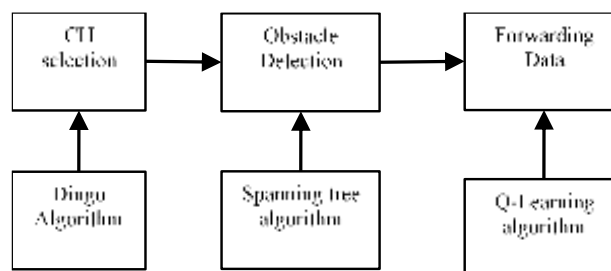 CH
selection
Obstacle
Detection
Forwarding
Data
Dingo
Algorithm
Spanning tree
algorithm
Q-Learning
algorithm